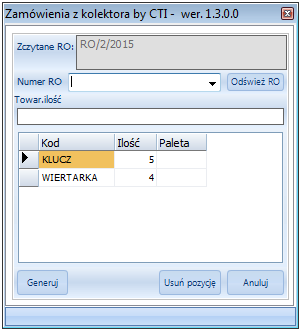 Zamówienia z kolektora by CTI - wer. 1.3.0.0
Zczytane RO: RO/2/2015
Numer RO Odśwież RO
Towar.ilość
Kod Ilość Paleta
KLUCZ 5
WIERTARKA 4
Generuj Usuń pozycję Anuluj